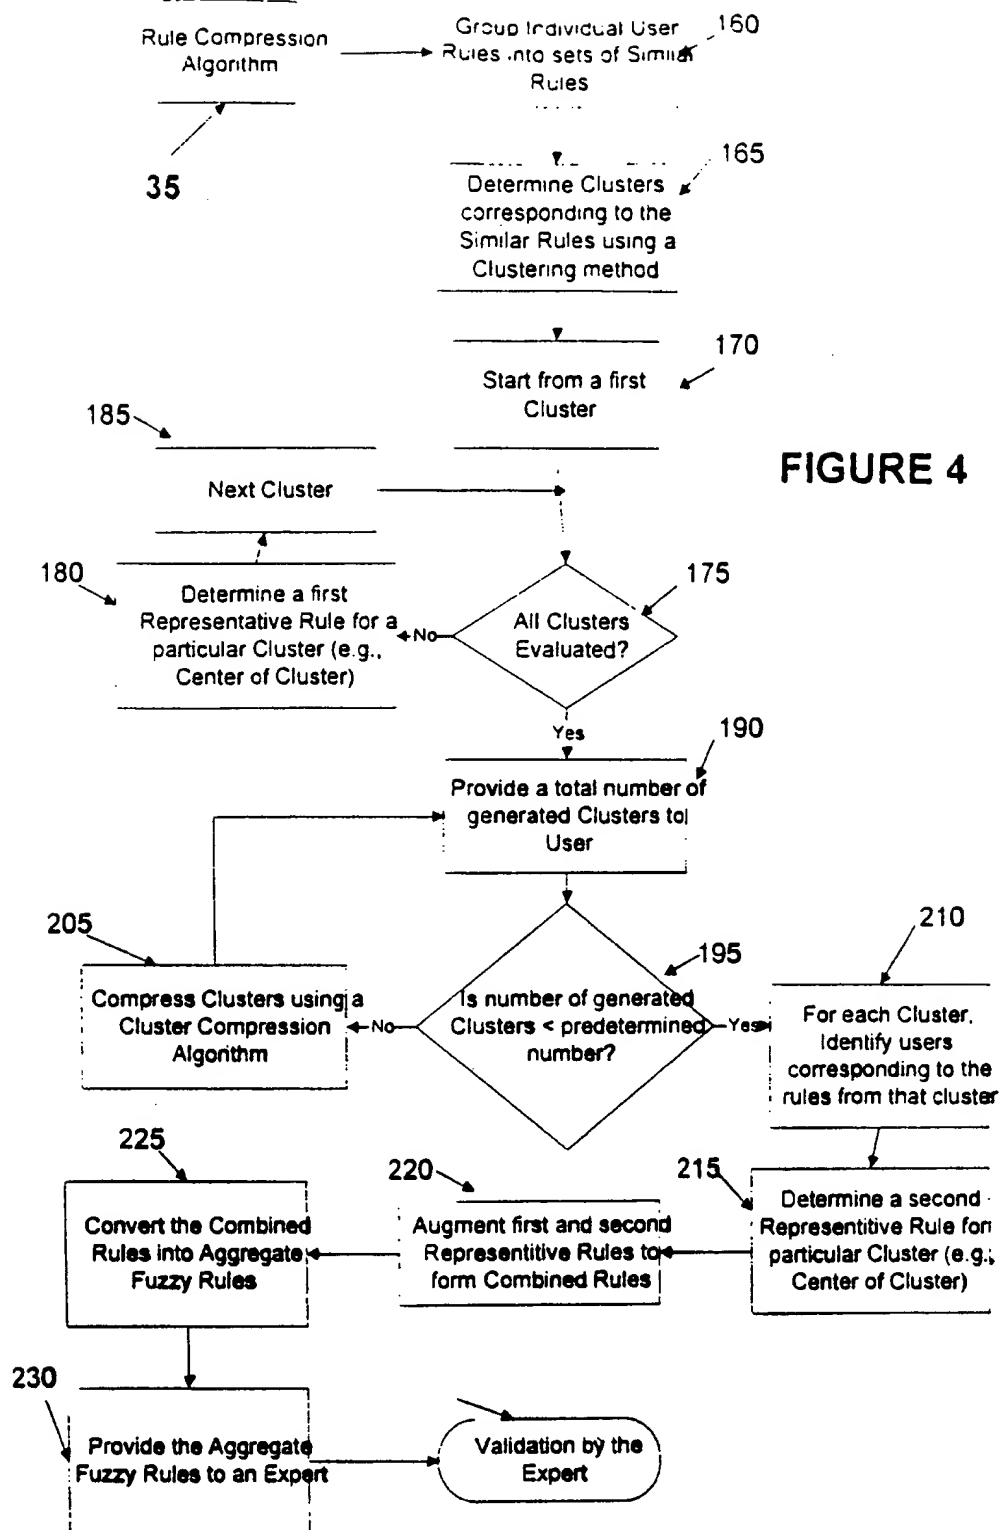 Rule Compression
Algorithm
35
Group Individual User
Rules into sets of Similar
Rules
160
165
Determine Clusters
corresponding to the
Similar Rules using a
Clustering method
170
Start from a first
Cluster
185
Next Cluster
FIGURE 4
180
Determine a first
Representative Rule for a
particular Cluster (e.g.,
Center of Cluster)
No
175
All Clusters
Evaluated?
Yes
190
Provide a total number of
generated Clusters to
User
205
Compress Clusters using a
Cluster Compression
Algorithm
No
195
Is number of generated
Clusters < predetermined
number?
Yes
210
For each Cluster,
Identify users
corresponding to the
rules from that cluster
225
Convert the Combined
Rules into Aggregate
Fuzzy Rules
220
Augment first and second
Representitive Rules to
form Combined Rules
215
Determine a second
Representitive Rule for
particular Cluster (e.g.,
Center of Cluster)
230
Provide the Aggregate
Fuzzy Rules to an Expert
Validation by the
Expert